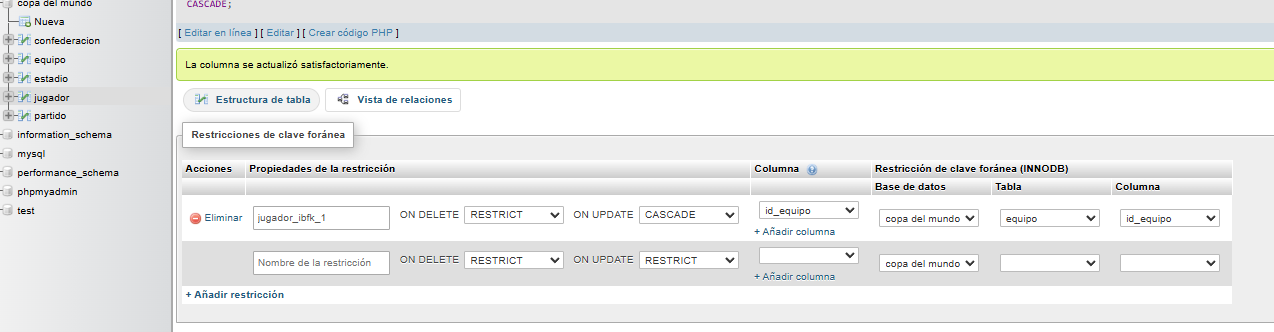 copa del mundo
Nueva
confederacion
equipo
estadio
jugador
partido
information_schema
mysql
performance_schema
phpmyadmin
test
CASCADE;
[ Editar en línea ] [ Editar ] [ Crear código PHP ]
La columna se actualizó satisfactoriamente.
Estructura de tabla
Vista de relaciones
Restricciones de clave foránea
Acciones Propiedades de la restricción Columna Restricción de clave foránea (INNODB)
Base de datos Tabla Columna
Eliminar jugador_ibfk_1 ON DELETE RESTRICT ON UPDATE CASCADE id_equipo copa del mundo equipo id_equipo
+ Añadir columna
Nombre de la restricción ON DELETE RESTRICT ON UPDATE RESTRICT copa del mundo
+ Añadir columna
+ Añadir restricción